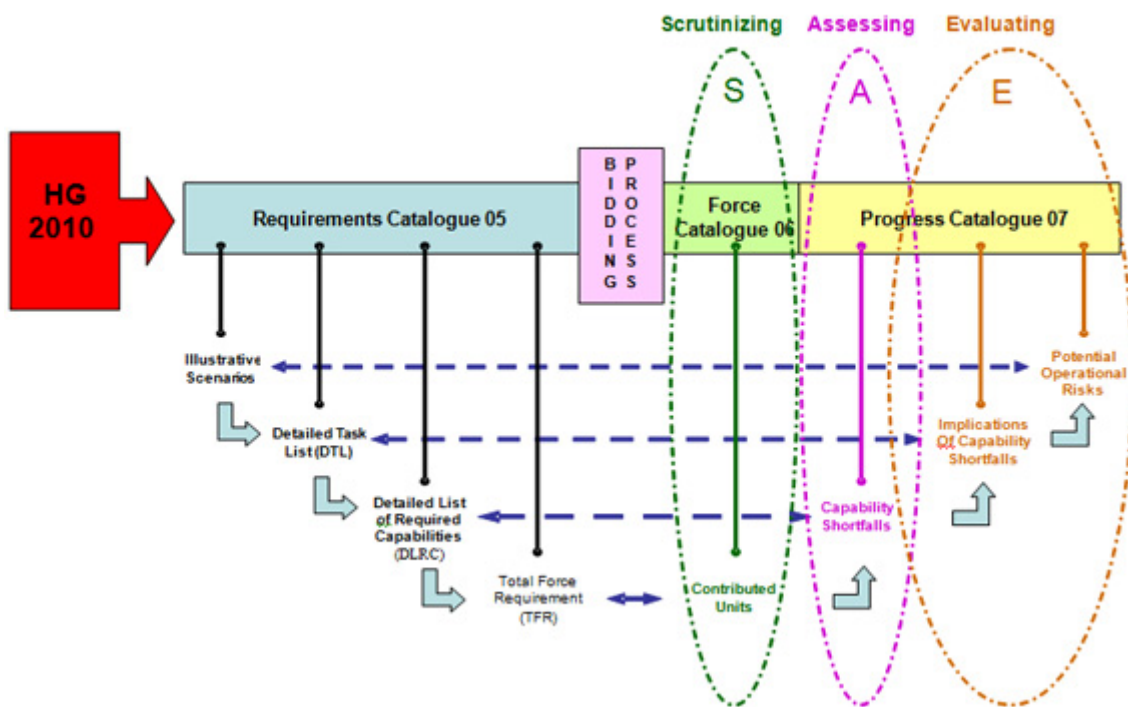 Scrutinizing
Assessing
Evaluating
S
A
E
HG
2010
Requirements Catalogue 05
BIDDING
PROCESS
Force
Catalogue 06
Progress Catalogue 07
Illustrative
Scenarios
Potential
Operational
Risks
Detailed Task
List (DTL)
Implications
Of Capability
Shortfalls
Detailed List
of Required
Capabilities
(DLRC)
Capability
Shortfalls
Total Force
Requirement
(TFR)
Contributed
Units